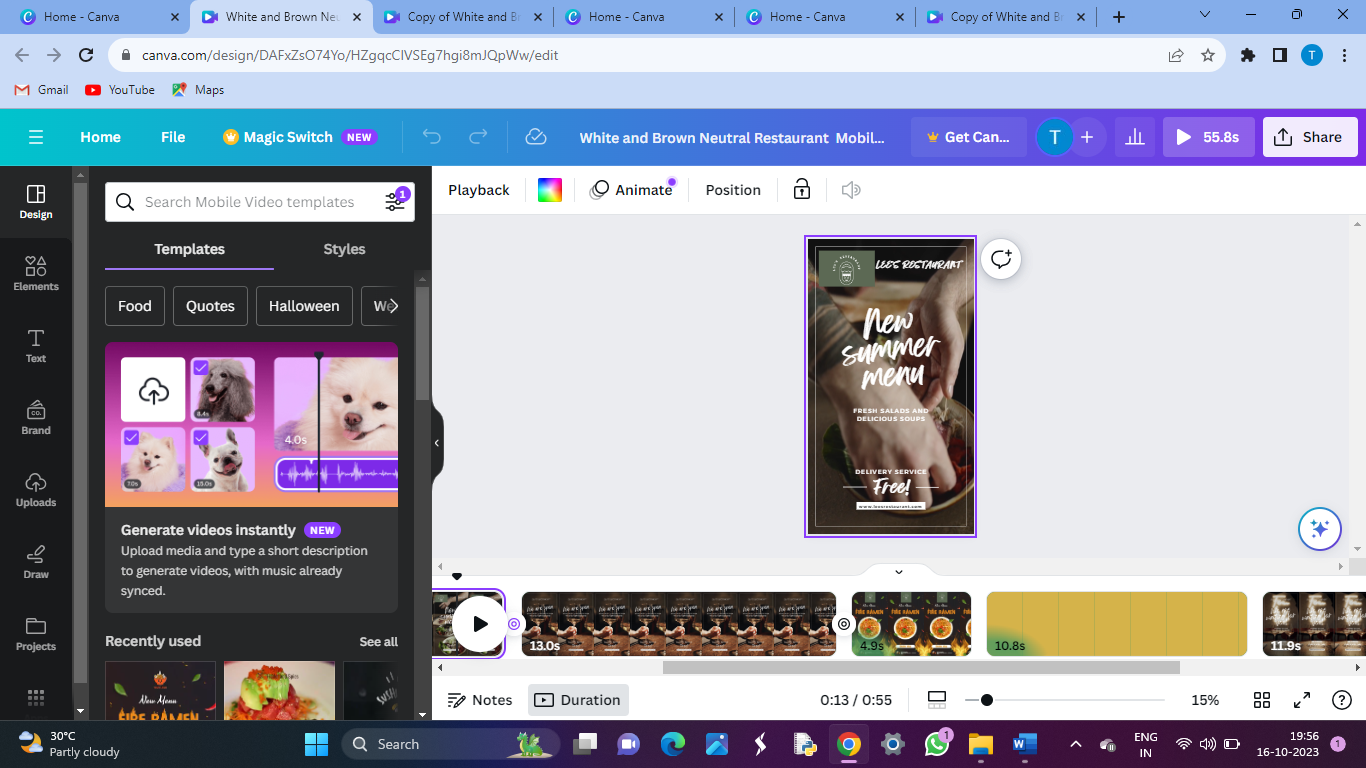 Home - Canva
White and Brown Neu
Copy of White and B
Home - Canva
Home - Canva
Copy of White and B
canva.com/design/DAFxZsO74Yo/HZgqcClVSEg7hgi8mJQpWw/edit
T
Gmail
YouTube
Maps
Home
File
Magic Switch
NEW
White and Brown Neutral Restaurant Mobil...
Get Can...
T
55.8s
Share
Design
Elements
Text
Brand
CO.
Uploads
Draw
Projects
Search Mobile Video templates
1
Templates
Styles
Food
Quotes
Halloween
We
8.4s
7.0s
15.0s
4.0s
Generate videos instantly
NEW
Upload media and type a short description
to generate videos, with music already
synced.
Recently used
See all
New Menu
FIRE RAMEN
Playback
Animate
Position
LEE'S RESTAURANT
New
summer
menu
FRESH SALADS AND
DELICIOUS SOUPS
DELIVERY SERVICE
Free!
www.leesrestaurant.com
13.0s
4.9s
10.8s
11.9s
Notes
Duration
0:13 / 0:55
15%
30°C
Partly cloudy
Search
1
ENG
IN
19:56
16-10-2023
1